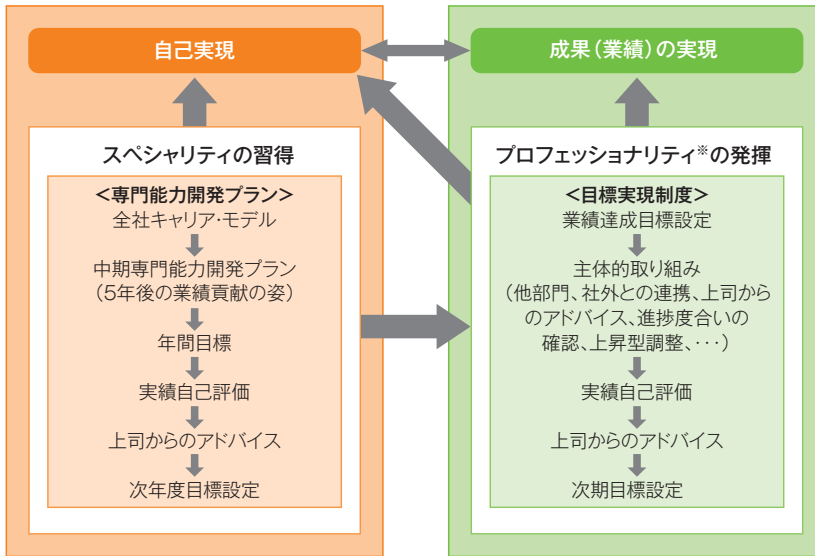 自己実現
スペシャリティの習得
<専門能力開発プラン>
全社キャリア・モデル
中期専門能力開発プラン
（5年後の業績貢献の姿）
年間目標
実績自己評価
上司からのアドバイス
次年度目標設定
成果（業績）の実現
プロフェッショナリティ※の発揮
<目標実現制度>
業績達成目標設定
主体的取り組み
（他部門、社外との連携、上司から
のアドバイス、進捗度合いの
確認、上昇型調整、･･･）
実績自己評価
上司からのアドバイス
次期目標設定